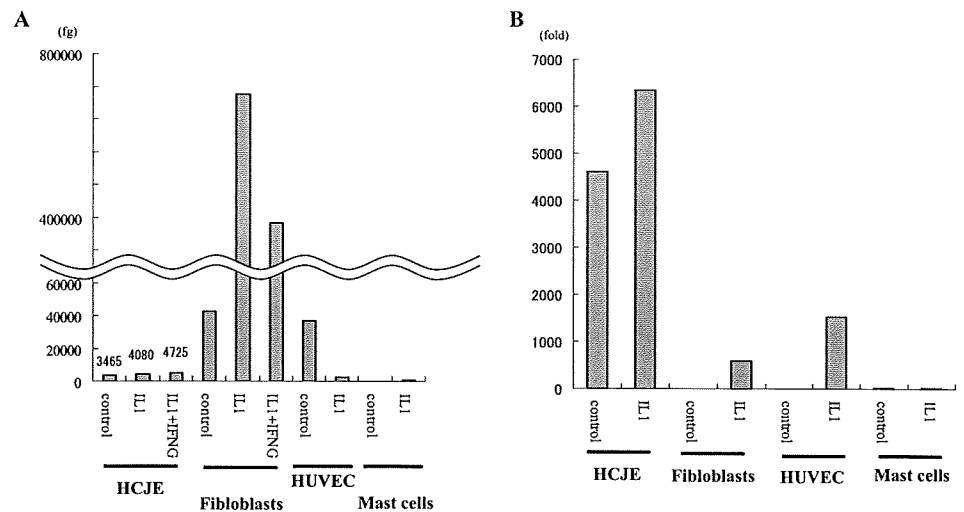 A
(fg)
800000
400000
60000
40000
20000
0
3465
4080
4725
control
IL1
IL1+IFNG
control
IL1
IL1+IFNG
control
IL1
control
IL1
HCJE
Fibloblasts
HUVEC
Mast cells
B
(fold)
7000
6000
5000
4000
3000
2000
1000
0
control
IL1
control
IL1
control
IL1
control
IL1
HCJE
Fibloblasts
HUVEC
Mast cells